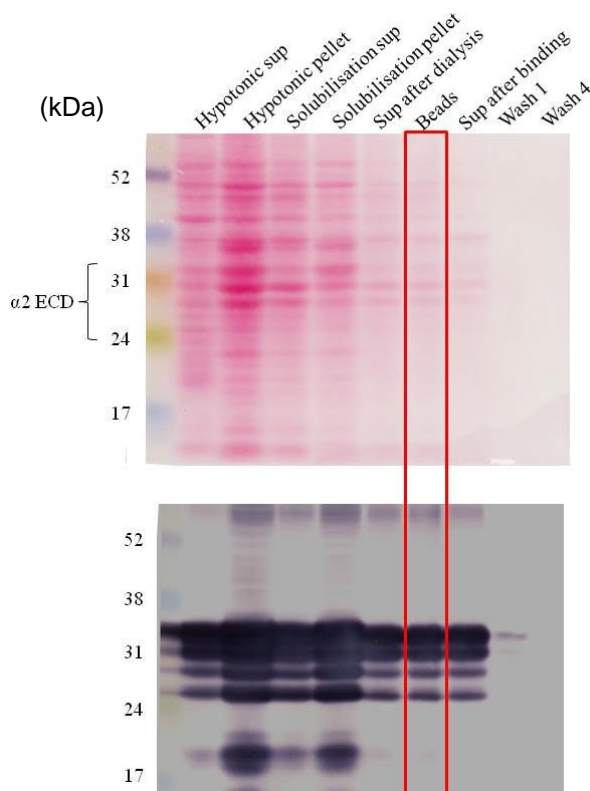 Hypotonic sup
Hypotonic pellet
Solubilisation sup
Solubilisation pellet
Sup after dialysis
Beads
Sup after binding
Wash 1
Wash 4
(kDa)
52
38
31
α2 ECD
24
17
52
38
31
24
17